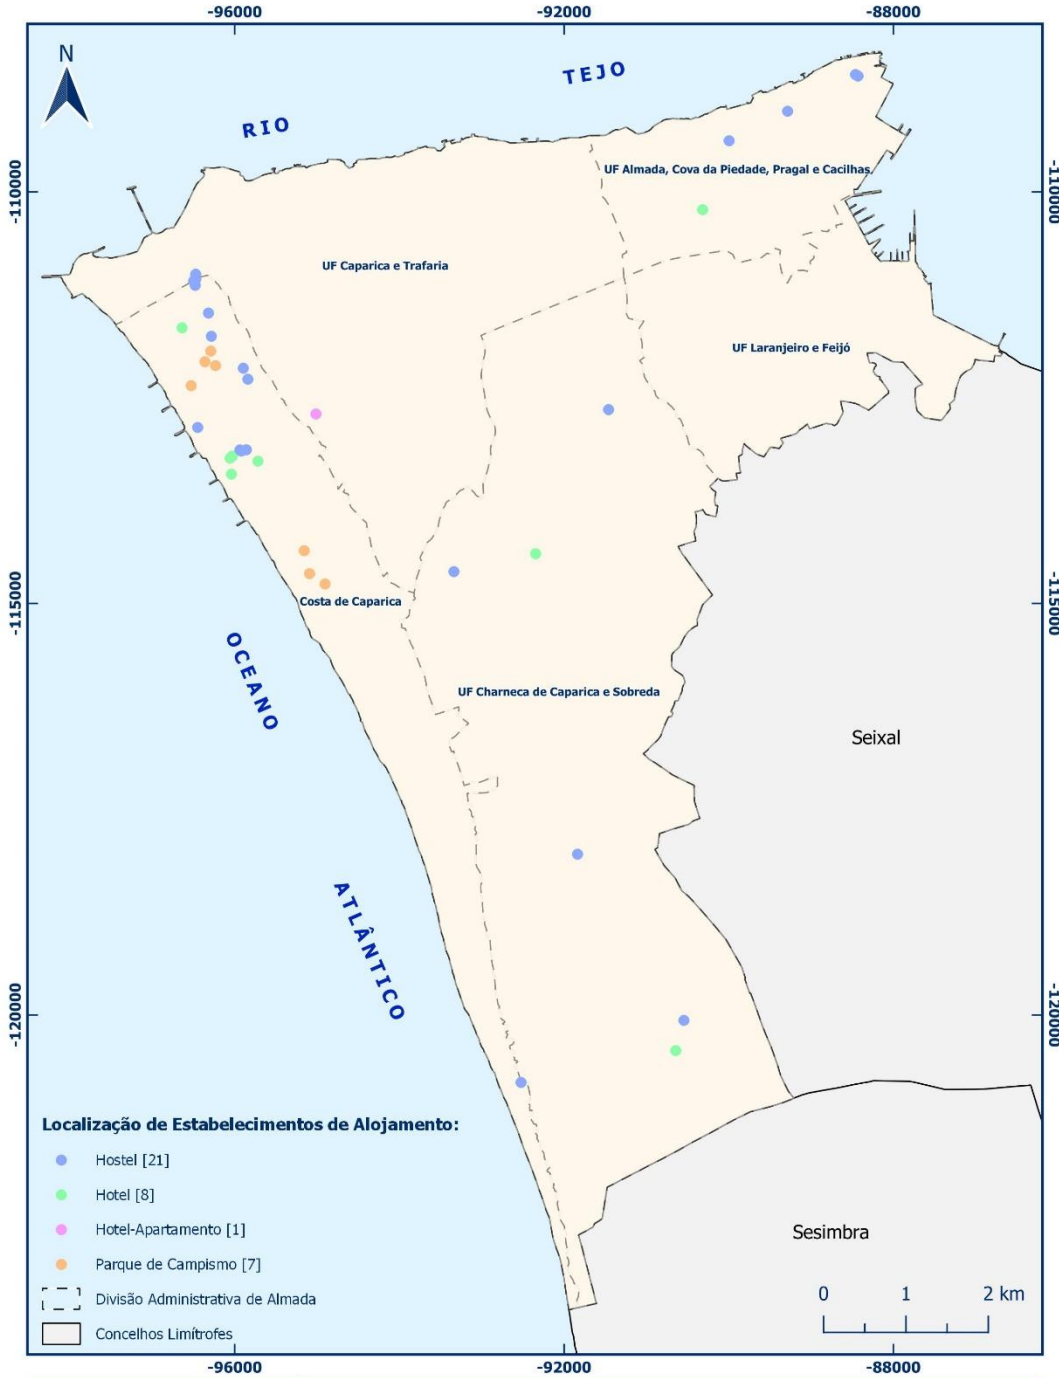 -96000
-92000
-88000
N
RIO
TEJO
-110000
-110000
UF Almada, Cova da Piedade, Pragal e Cacilhas
UF Caparica e Trafaria
UF Laranjeiro e Feijó
-115000
-115000
Costa de Caparica
OCEANO
UF Charneca de Caparica e Sobreda
Seixal
ATLÂNTICO
-120000
-120000
Localização de Estabelecimentos de Alojamento:
Hostel [21]
Hotel [8]
Hotel-Apartamento [1]
Parque de Campismo [7]
Divisão Administrativa de Almada
Concelhos Limítrofes
Sesimbra
0 1 2 km
-96000
-92000
-88000